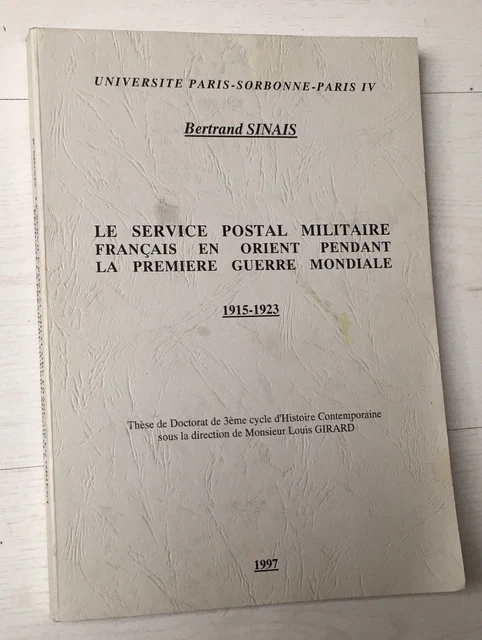 UNIVERSITE PARIS-SORBONNE-PARIS IV
Bertrand SINAIS
LE SERVICE POSTAL MILITAIRE
FRANÇAIS EN ORIENT PENDANT
LA PREMIERE GUERRE MONDIALE
1915-1923
Thèse de Doctorat de 3ème cycle d'Histoire Contemporaine
sous la direction de Monsieur Louis GIRARD
1997